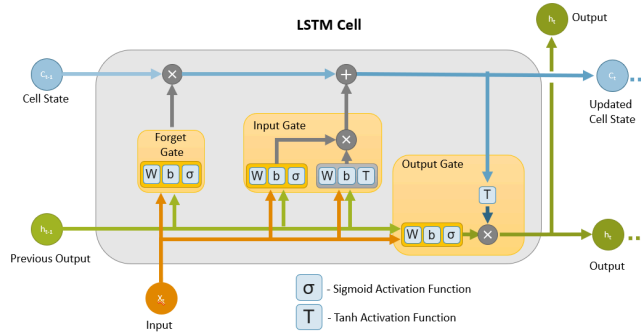 LSTM Cell
hₜ
Output
Cₜ₋₁
Cell State
×
+
Cₜ
Updated
Cell State
Forget
Gate
W b σ
Input Gate
×
W b σ
W b T
Output Gate
T
hₜ₋₁
Previous Output
W b σ
×
hₜ
Output
Xₜ
Input
σ - Sigmoid Activation Function
T - Tanh Activation Function